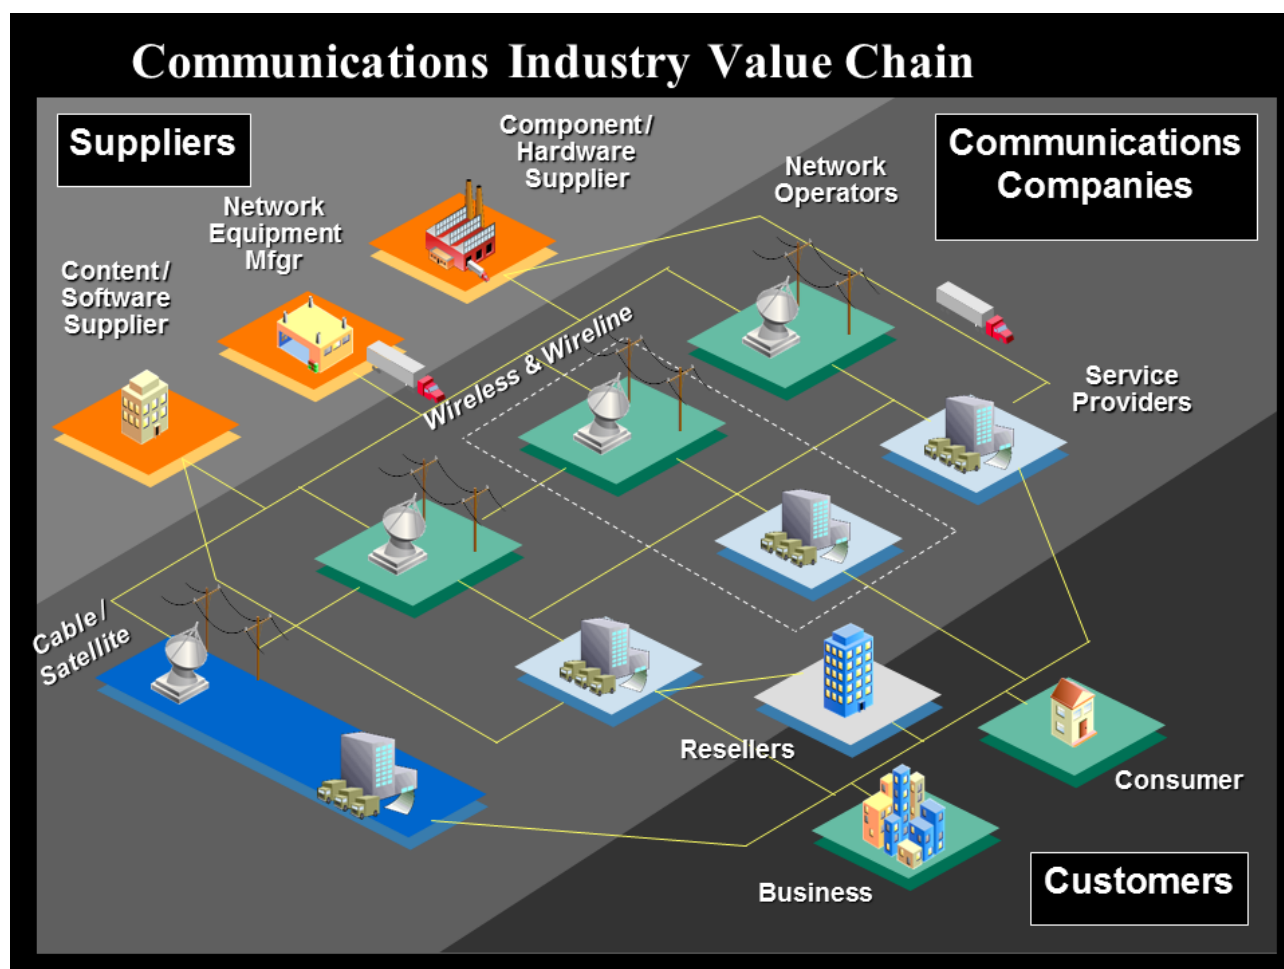 Communications Industry Value Chain
Suppliers
Component/
Hardware
Supplier
Communications
Companies
Network
Operators
Network
Equipment
Mfgr
Content/
Software
Supplier
Wireless & Wireline
Service
Providers
Cable/
Satellite
Resellers
Consumer
Business
Customers